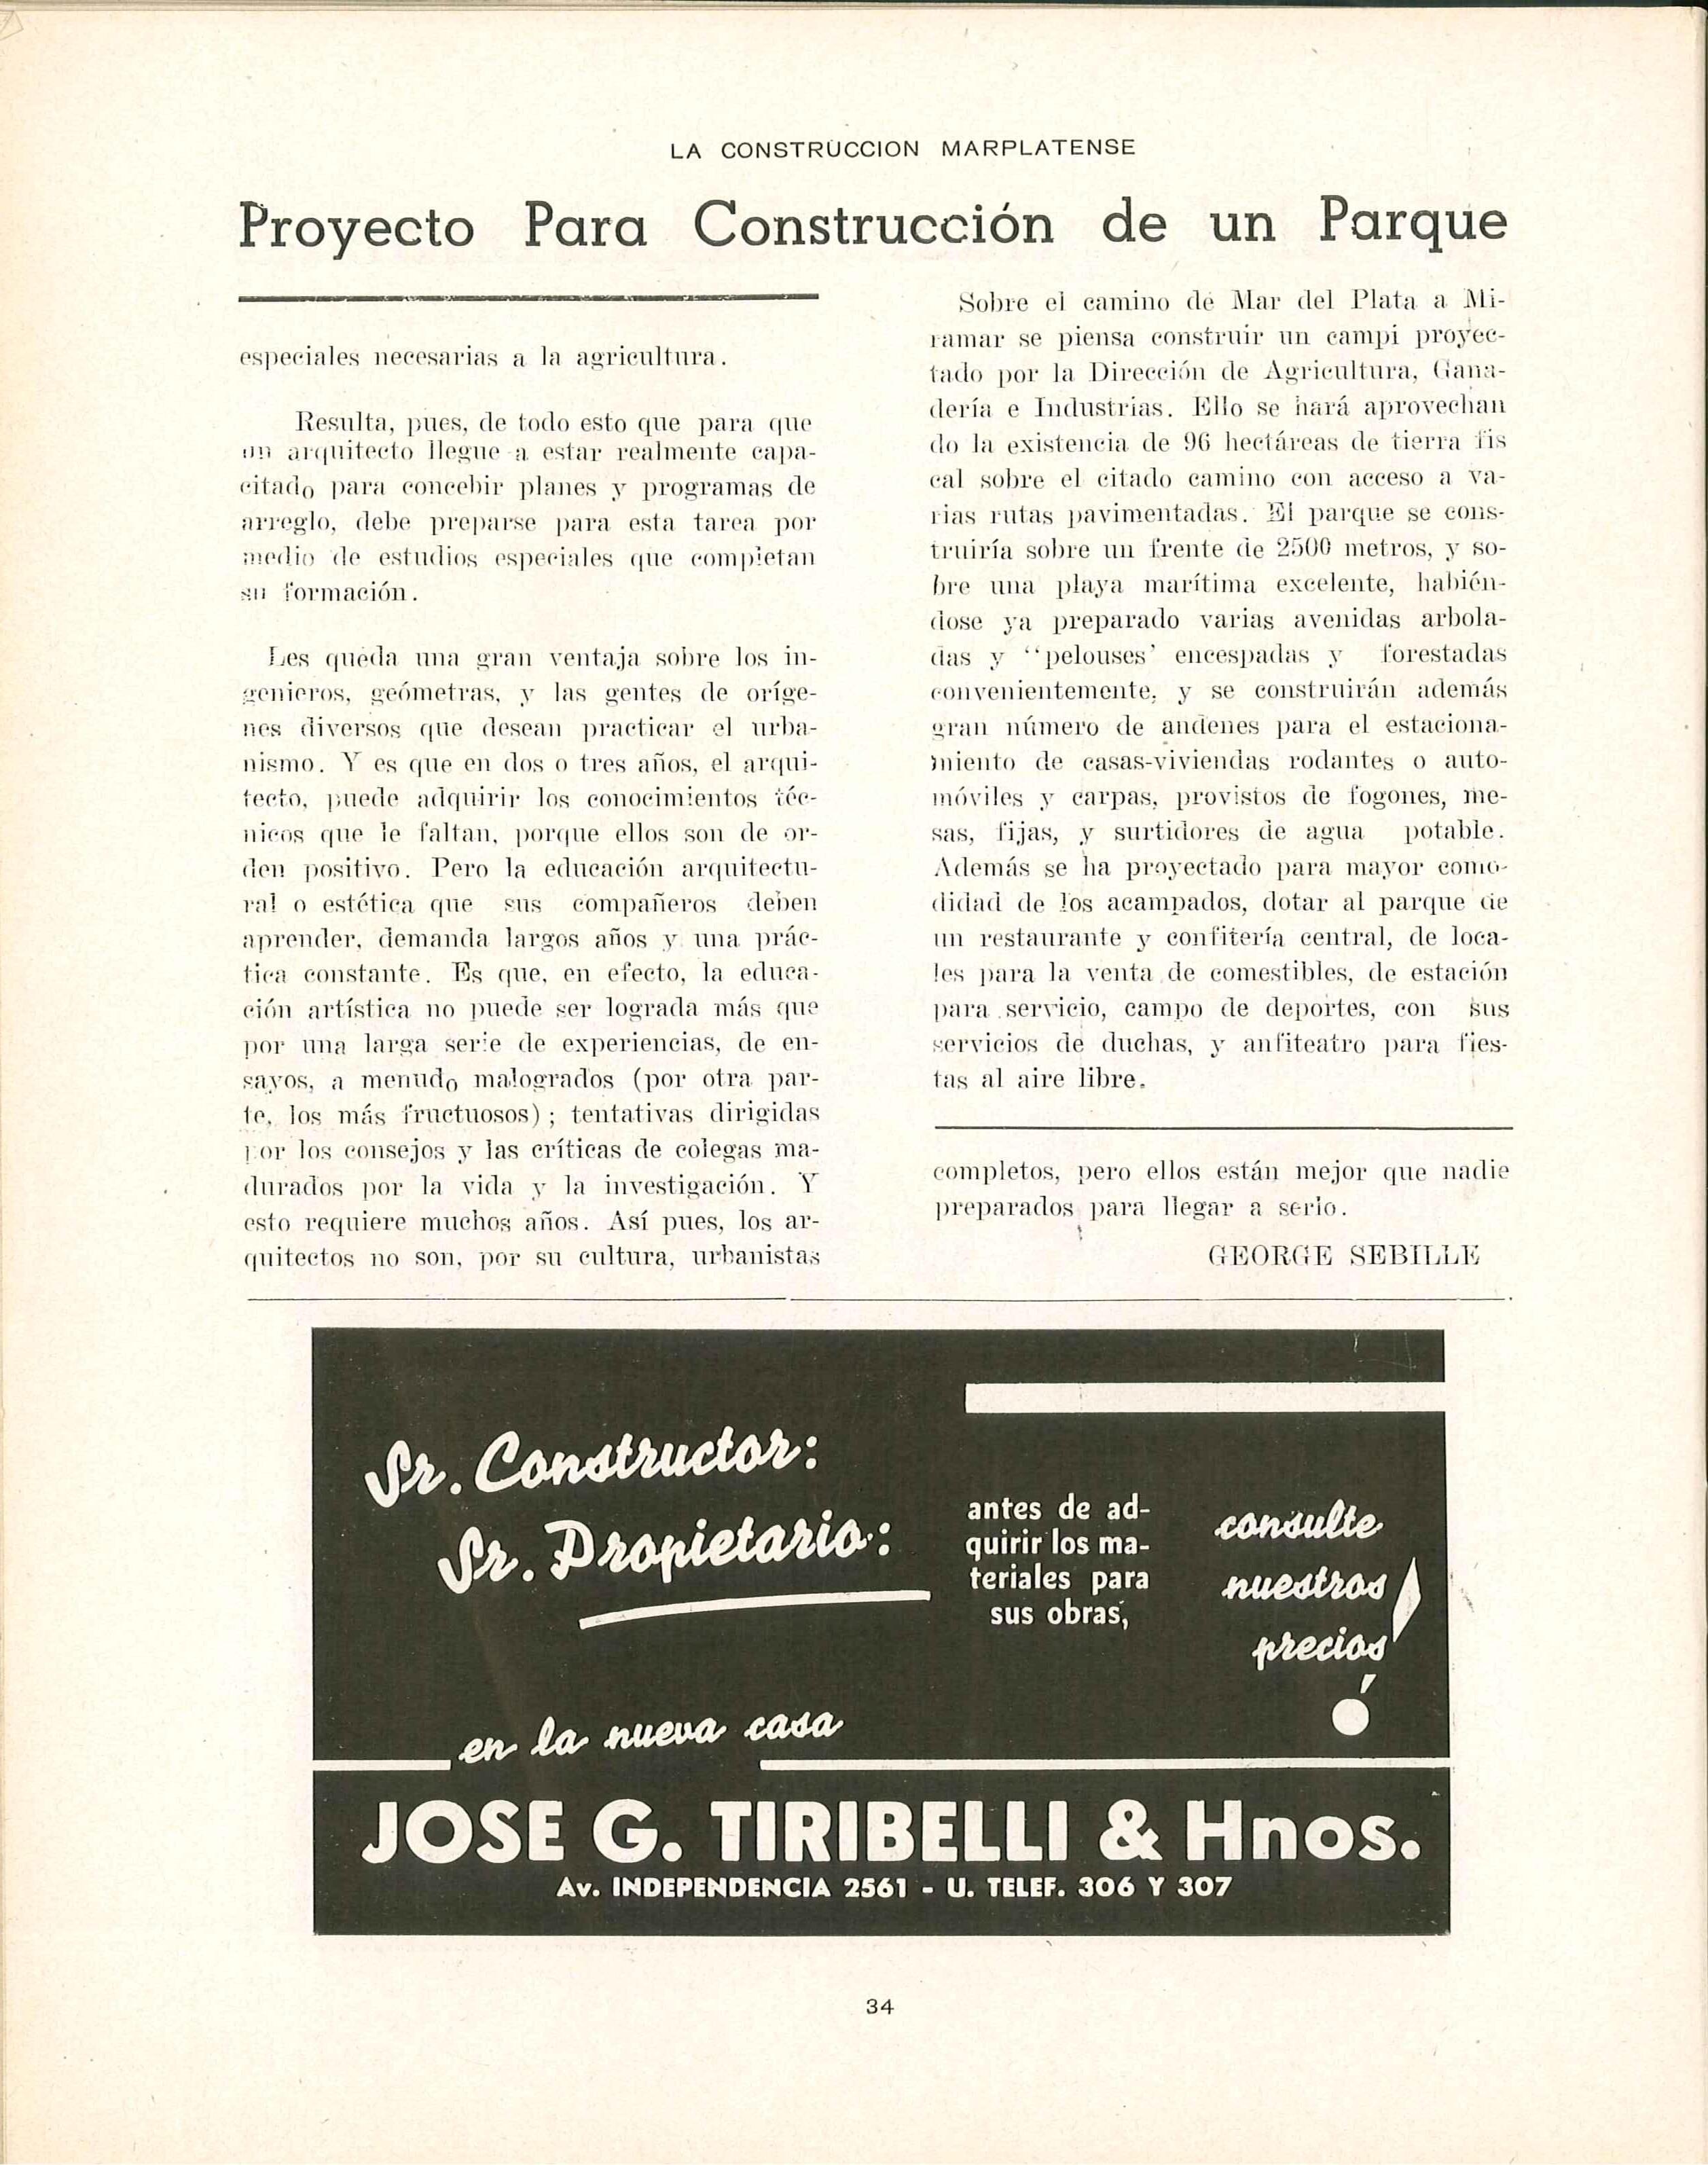 LA CONSTRUCCION MARPLATENSE
Proyecto Para Construcción de un Parque
especiales necesarias a la agricultura.
Resulta, pues, de todo esto que para que
un arquitecto llegue a estar realmente capa-
citado para concebir planes y programas de
arreglo, debe preparse para esta tarea por
medio de estudios especiales que completan
su formación.
Les queda una gran ventaja sobre los in-
genieros, geómetras, y las gentes de oríge-
nes diversos que desean practicar el urba-
nismo. Y es que en dos o tres años, el arqui-
tecto, puede adquirir los conocimientos téc-
nicos que le faltan, porque ellos son de or-
den positivo. Pero la educación arquitectu-
ral o estética que sus compañeros deben
aprender, demanda largos años y una prác-
tica constante. Es que, en efecto, la educa-
ción artística no puede ser lograda más que
por una larga serie de experiencias, de en-
sayos, a menudo malogrados (por otra par-
te, los más fructuosos); tentativas dirigidas
por los consejos y las críticas de colegas ma-
durados por la vida y la investigación. Y
esto requiere muchos años. Así pues, los ar-
quitectos no son, por su cultura, urbanistas
Sobre el camino de Mar del Plata a Mi-
ramar se piensa construir un campi proyec-
tado por la Dirección de Agricultura, Gana-
dería e Industrias. Ello se hará aprovechan
do la existencia de 96 hectáreas de tierra fis
cal sobre el citado camino con acceso a va-
rias rutas pavimentadas. El parque se cons-
truiría sobre un frente de 2500 metros, y so-
bre una playa marítima excelente, habién-
dose ya preparado varias avenidas arbola-
das y "pelouses' encespadas y forestadas
convenientemente, y se construirán además
gran número de andenes para el estaciona-
miento de casas-viviendas rodantes o auto-
móviles y carpas, provistos de fogones, me-
sas, fijas, y surtidores de agua potable.
Además se ha proyectado para mayor como-
didad de los acampados, dotar al parque de
un restaurante y confitería central, de loca-
les para la venta de comestibles, de estación
para servicio, campo de deportes, con sus
servicios de duchas, y anfiteatro para fies-
tas al aire libre.
completos, pero ellos están mejor que nadie
preparados para llegar a serlo.
GEORGE SEBILLE
Sr. Constructor:
Sr. Propietario:
antes de ad-
quirir los ma-
teriales para
sus obras,
consulte
nuestros
precios!
en la nueva casa
JOSE G. TIRIBELLI & Hnos.
Av. INDEPENDENCIA 2561 - U. TELEF. 306 Y 307
34